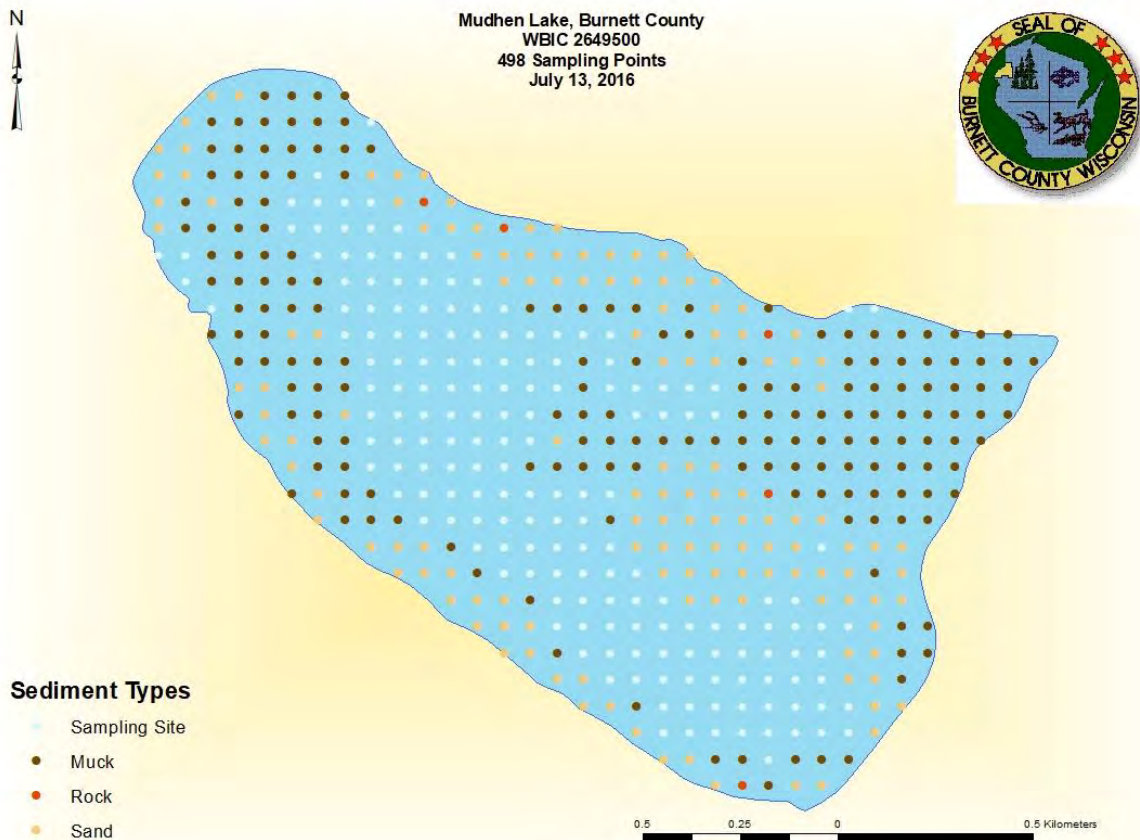 N
Mudhen Lake, Burnett County
WBIC 2649500
498 Sampling Points
July 13, 2016
SEAL OF
BURNETT COUNTY WISCONSIN
Sediment Types
Sampling Site
Muck
Rock
Sand
0.5 0.25 0 0.5 Kilometers